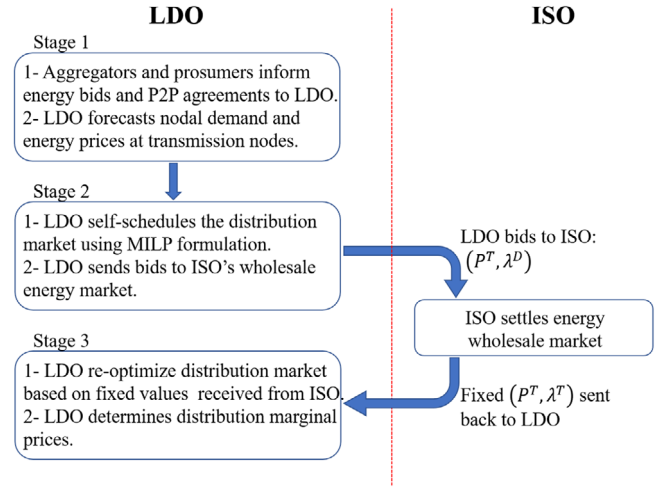 LDO
ISO
Stage 1
1- Aggregators and prosumers inform
energy bids and P2P agreements to LDO.
2- LDO forecasts nodal demand and
energy prices at transmission nodes.
Stage 2
1- LDO self-schedules the distribution
market using MILP formulation.
2- LDO sends bids to ISO's wholesale
energy market.
LDO bids to ISO:
(P^T, λ^D)
ISO settles energy
wholesale market
Stage 3
1- LDO re-optimize distribution market
based on fixed values received from ISO.
2- LDO determines distribution marginal
prices.
Fixed (P^T, λ^T) sent
back to LDO